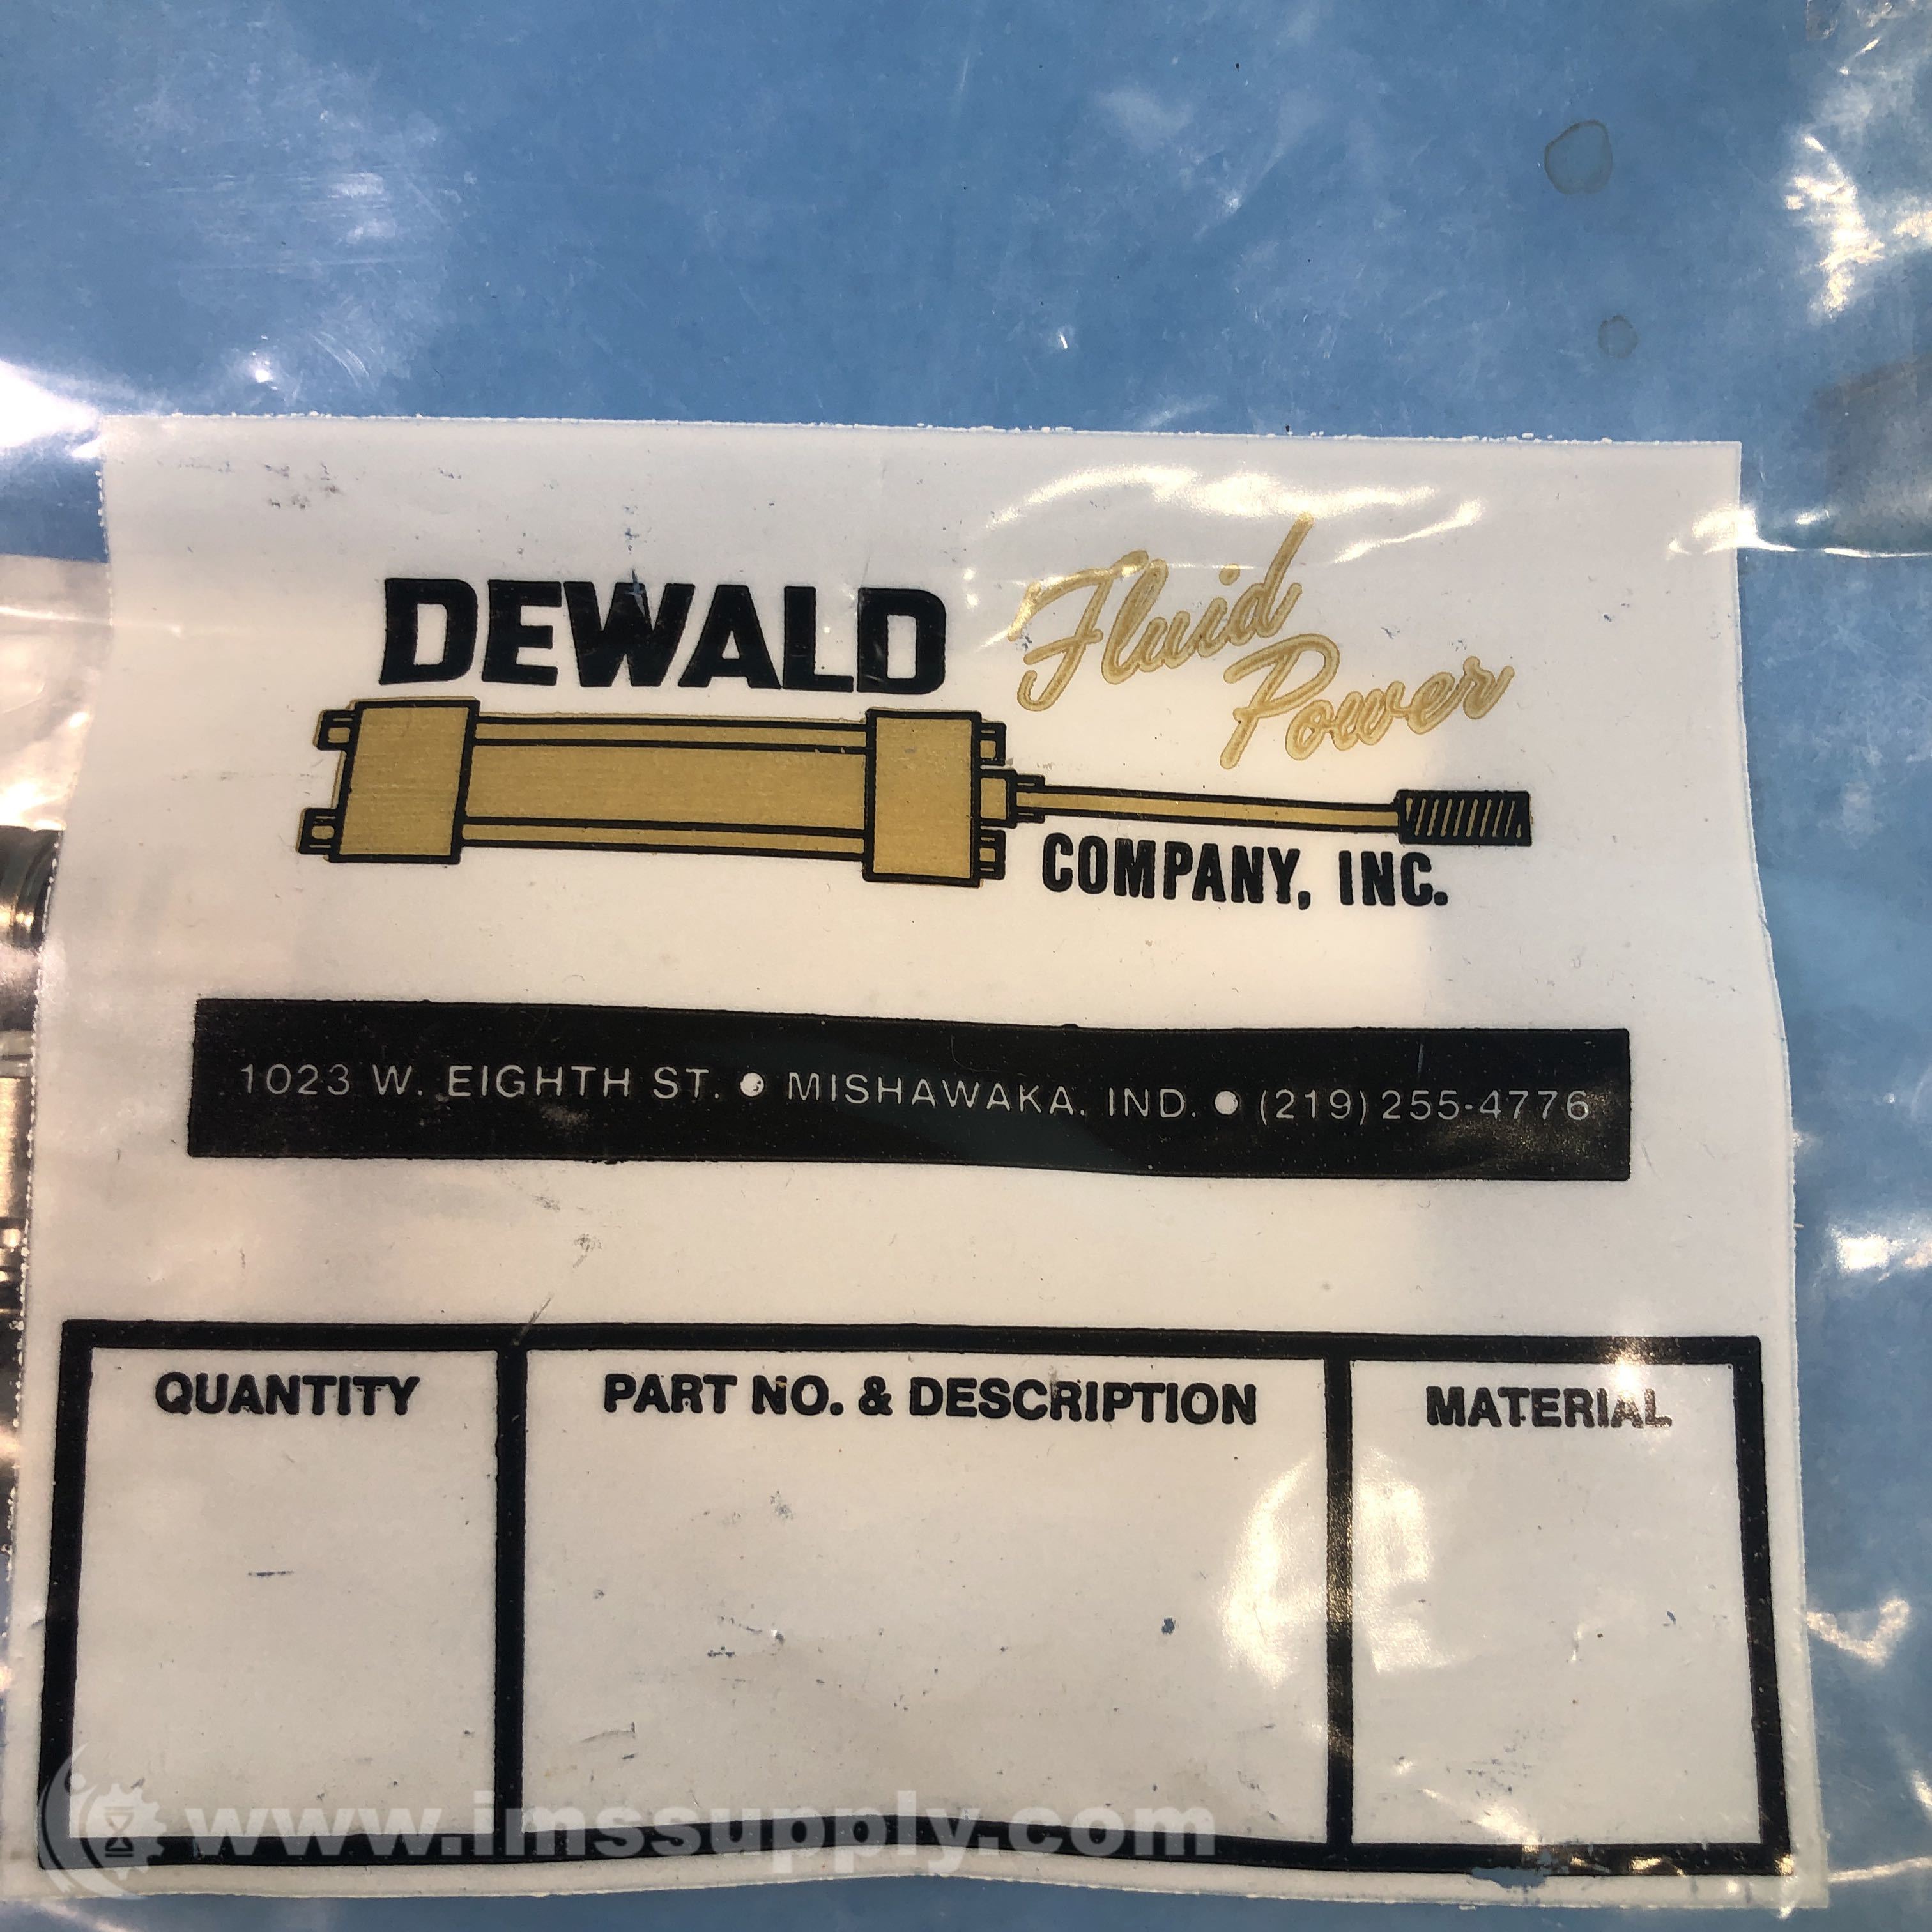 DEWALD Fluid Power
COMPANY, INC.
1023 W. EIGHTH ST. ● MISHAWAKA, IND. ● (219) 255-4776
QUANTITY
PART NO. & DESCRIPTION
MATERIAL
www.imssupply.com